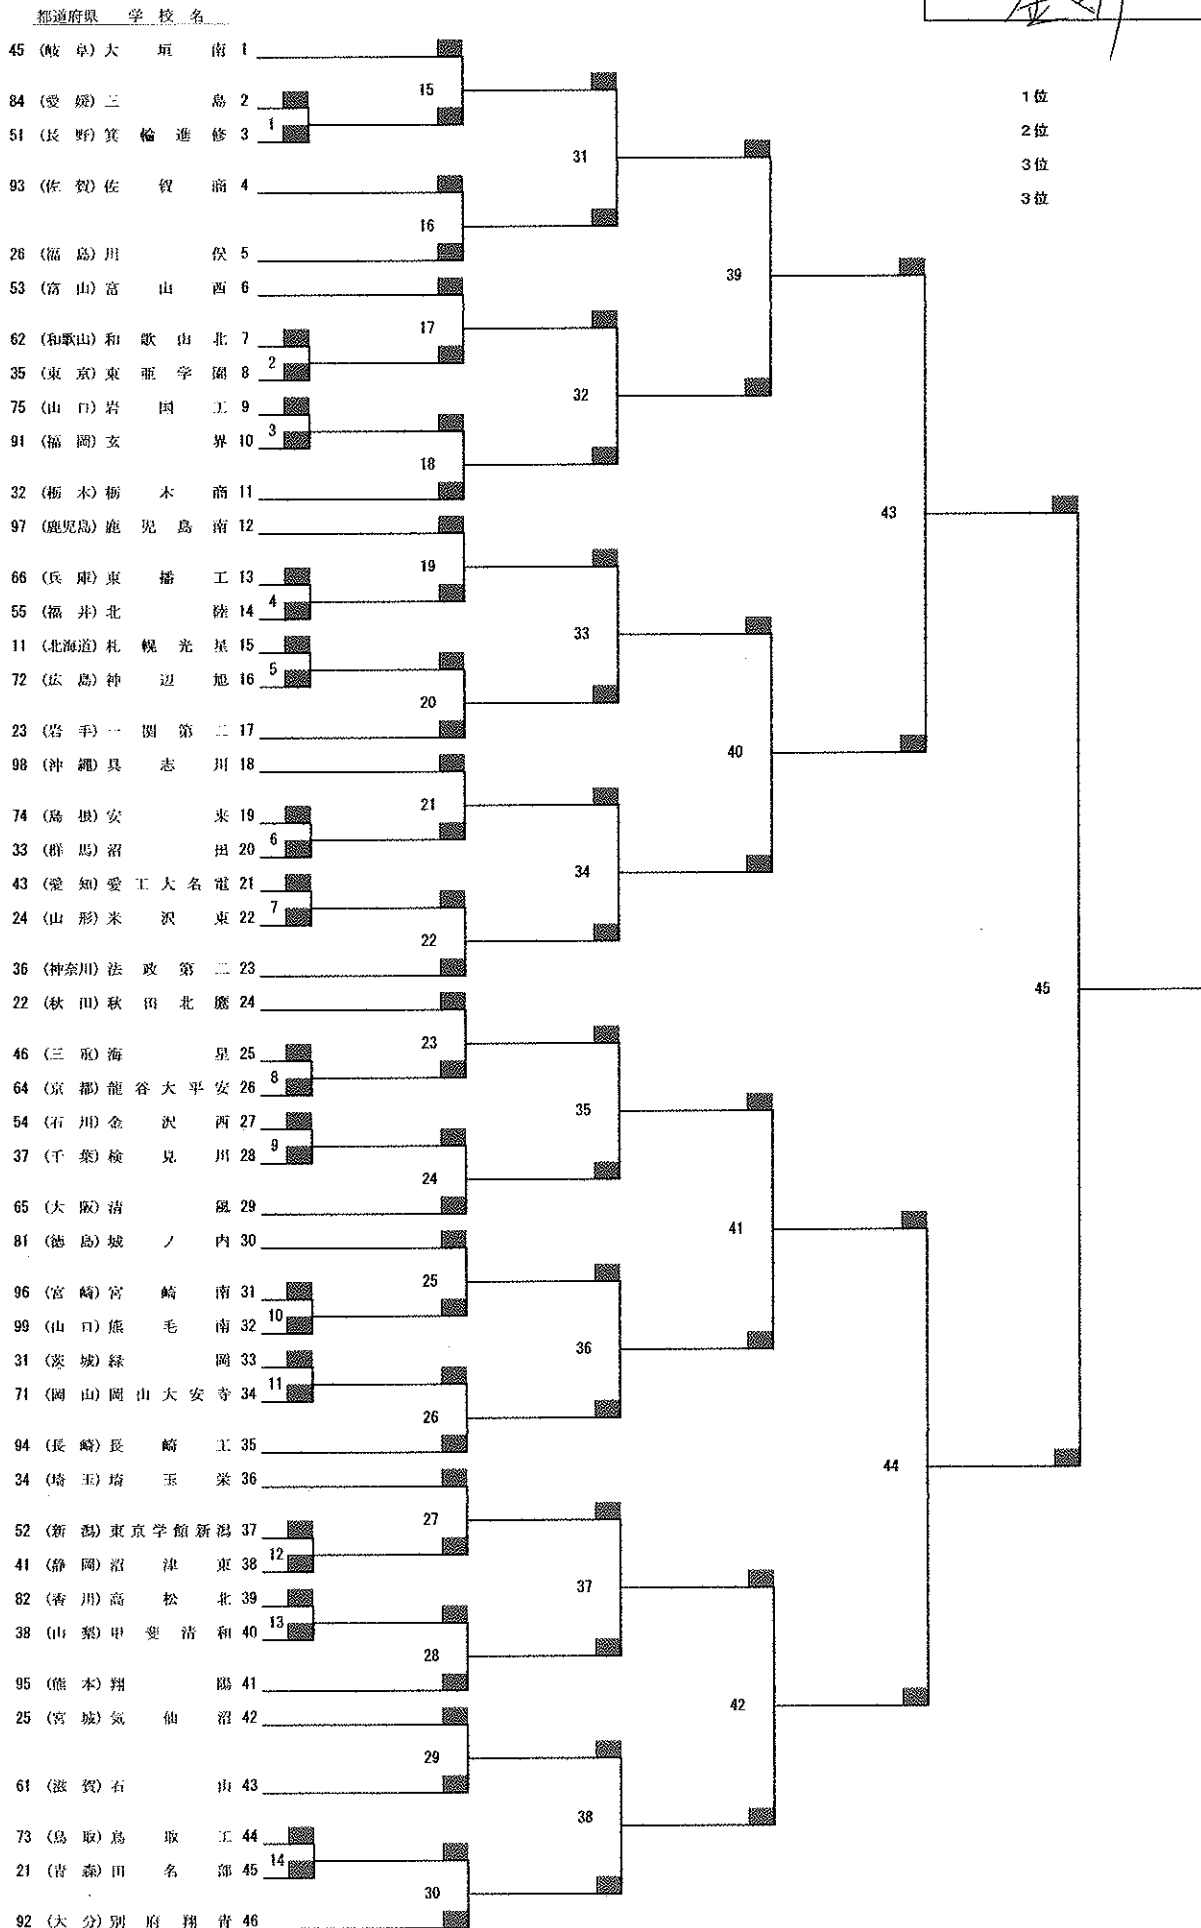 都道府県 学校名
45 (岐阜) 大垣南 1
84 (愛媛) 三島 2
51 (長野) 箕輪進修 3
93 (佐賀) 佐賀商 4
26 (福島) 川俣 5
53 (富山) 富山西 6
62 (和歌山) 和歌山北 7
35 (東京) 東亜学園 8
75 (山口) 岩国工 9
91 (福岡) 玄界 10
32 (栃木) 栃木商 11
97 (鹿児島) 鹿児島南 12
66 (兵庫) 東播工 13
55 (福井) 北陸 14
11 (北海道) 札幌光星 15
72 (広島) 神辺旭 16
23 (岩手) 一関第二 17
98 (沖縄) 具志川 18
74 (島根) 安来 19
33 (群馬) 沼田 20
43 (愛知) 愛工大名電 21
24 (山形) 米沢東 22
36 (神奈川) 法政第二 23
22 (秋田) 秋田北鷹 24
46 (三重) 海星 25
64 (京都) 龍谷大平安 26
54 (石川) 金沢西 27
37 (千葉) 検見川 28
65 (大阪) 清風 29
81 (徳島) 城ノ内 30
96 (宮崎) 宮崎南 31
99 (山口) 熊毛南 32
31 (茨城) 緑岡 33
71 (岡山) 岡山大安寺 34
94 (長崎) 長崎工 35
34 (埼玉) 埼玉栄 36
52 (新潟) 東京学館新潟 37
41 (静岡) 沼津東 38
82 (香川) 高松北 39
38 (山梨) 甲斐清和 40
95 (熊本) 翔陽 41
25 (宮城) 気仙沼 42
61 (滋賀) 石山 43
73 (鳥取) 鳥取工 44
21 (青森) 田名部 45
92 (大分) 別府翔青 46
1
2
3
4
5
6
7
8
9
10
11
12
13
14
15
16
17
18
19
20
21
22
23
24
25
26
27
28
29
30
31
32
33
34
35
36
37
38
39
40
41
42
43
44
45
1位
2位
3位
3位